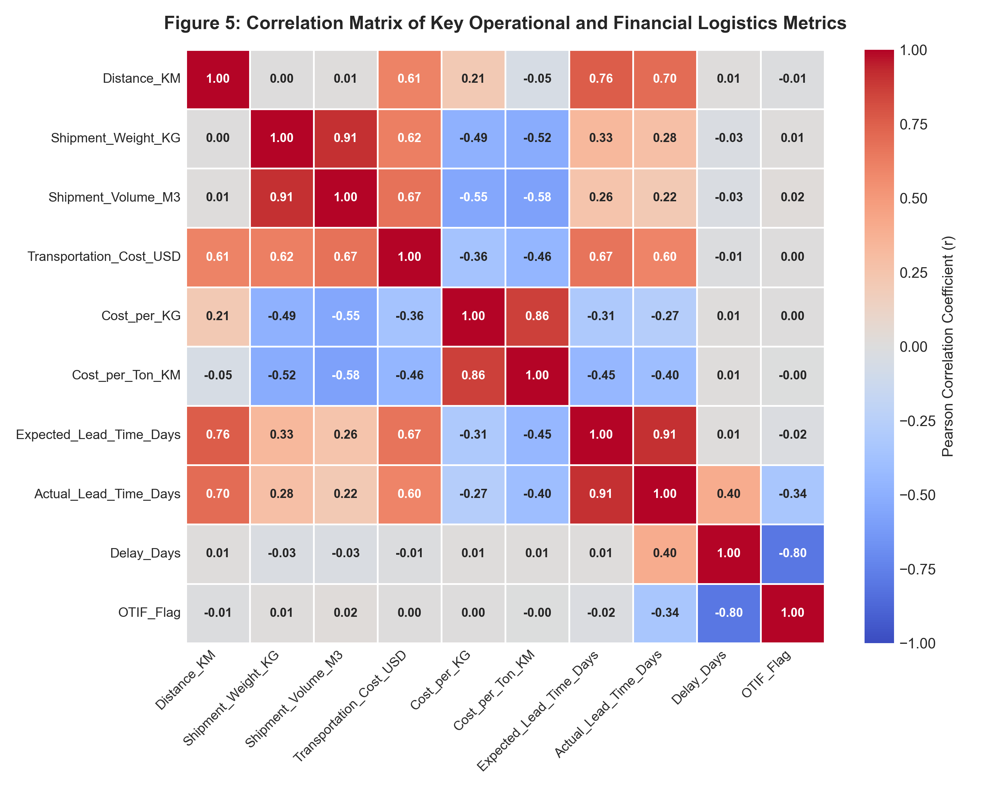 Figure 5: Correlation Matrix of Key Operational and Financial Logistics Metrics
Distance_KM 1.00 0.00 0.01 0.61 0.21 -0.05 0.76 0.70 0.01 -0.01
Shipment_Weight_KG 0.00 1.00 0.91 0.62 -0.49 -0.52 0.33 0.28 -0.03 0.01
Shipment_Volume_M3 0.01 0.91 1.00 0.67 -0.55 -0.58 0.26 0.22 -0.03 0.02
Transportation_Cost_USD 0.61 0.62 0.67 1.00 -0.36 -0.46 0.67 0.60 -0.01 0.00
Cost_per_KG 0.21 -0.49 -0.55 -0.36 1.00 0.86 -0.31 -0.27 0.01 0.00
Cost_per_Ton_KM -0.05 -0.52 -0.58 -0.46 0.86 1.00 -0.45 -0.40 0.01 -0.00
Expected_Lead_Time_Days 0.76 0.33 0.26 0.67 -0.31 -0.45 1.00 0.91 0.01 -0.02
Actual_Lead_Time_Days 0.70 0.28 0.22 0.60 -0.27 -0.40 0.91 1.00 0.40 -0.34
Delay_Days 0.01 -0.03 -0.03 -0.01 0.01 0.01 0.01 0.40 1.00 -0.80
OTIF_Flag -0.01 0.01 0.02 0.00 0.00 -0.00 -0.02 -0.34 -0.80 1.00
Distance_KM
Shipment_Weight_KG
Shipment_Volume_M3
Transportation_Cost_USD
Cost_per_KG
Cost_per_Ton_KM
Expected_Lead_Time_Days
Actual_Lead_Time_Days
Delay_Days
OTIF_Flag
1.00
0.75
0.50
0.25
0.00
−0.25
−0.50
−0.75
−1.00
Pearson Correlation Coefficient (r)